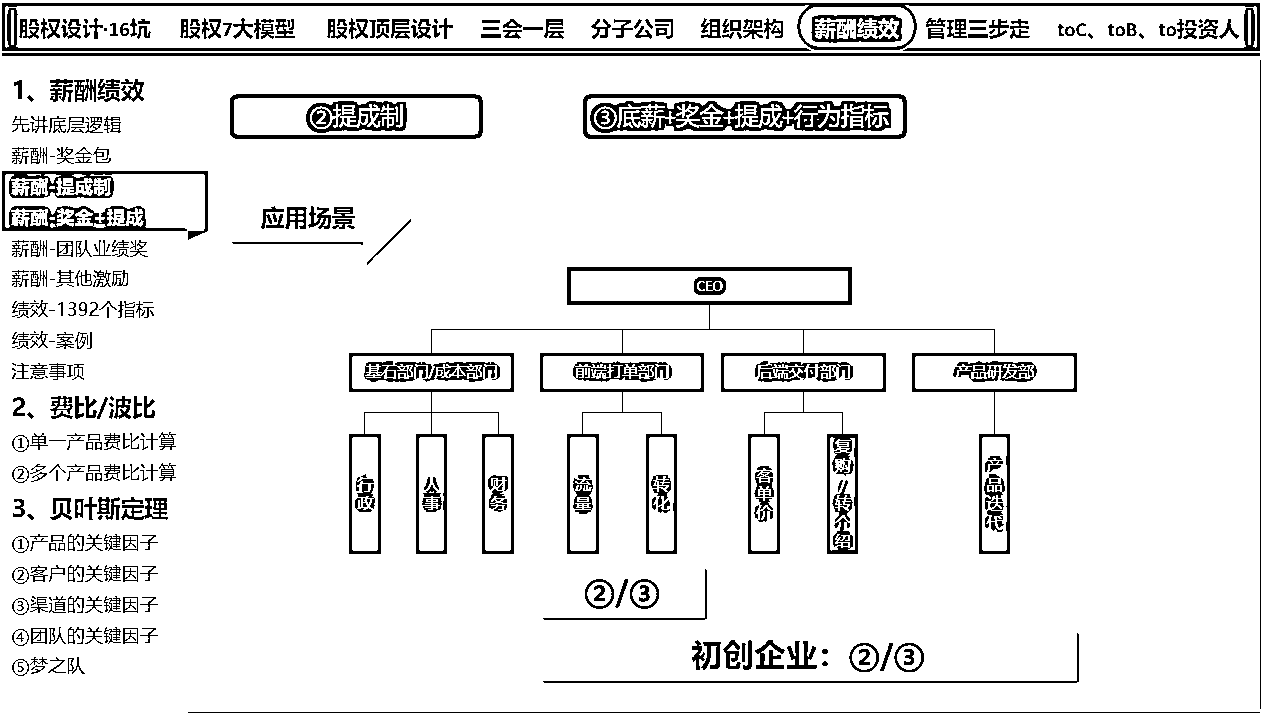 股权设计·16坑 股权7大模型 股权顶层设计 三会一层 分子公司 组织架构 薪酬绩效 管理三步走 toC、toB、to投资人
1、薪酬绩效
先讲底层逻辑
薪酬-奖金包
薪酬-提成制
薪酬-奖金+提成
薪酬-团队业绩奖
薪酬-其他激励
绩效-1392个指标
绩效-案例
注意事项
2、费比/波比
①单一产品费比计算
②多个产品费比计算
3、贝叶斯定理
①产品的关键因子
②客户的关键因子
③渠道的关键因子
④团队的关键因子
⑤梦之队
②提成制
③底薪+奖金+提成+行为指标
应用场景
CEO
基石部门/成本部门
前端打单部门
后端交付部门
产品研发部
行政
人事
财务
流量
转化
客单价
复购//转介绍
产品迭代
②/③
初创企业：②/③